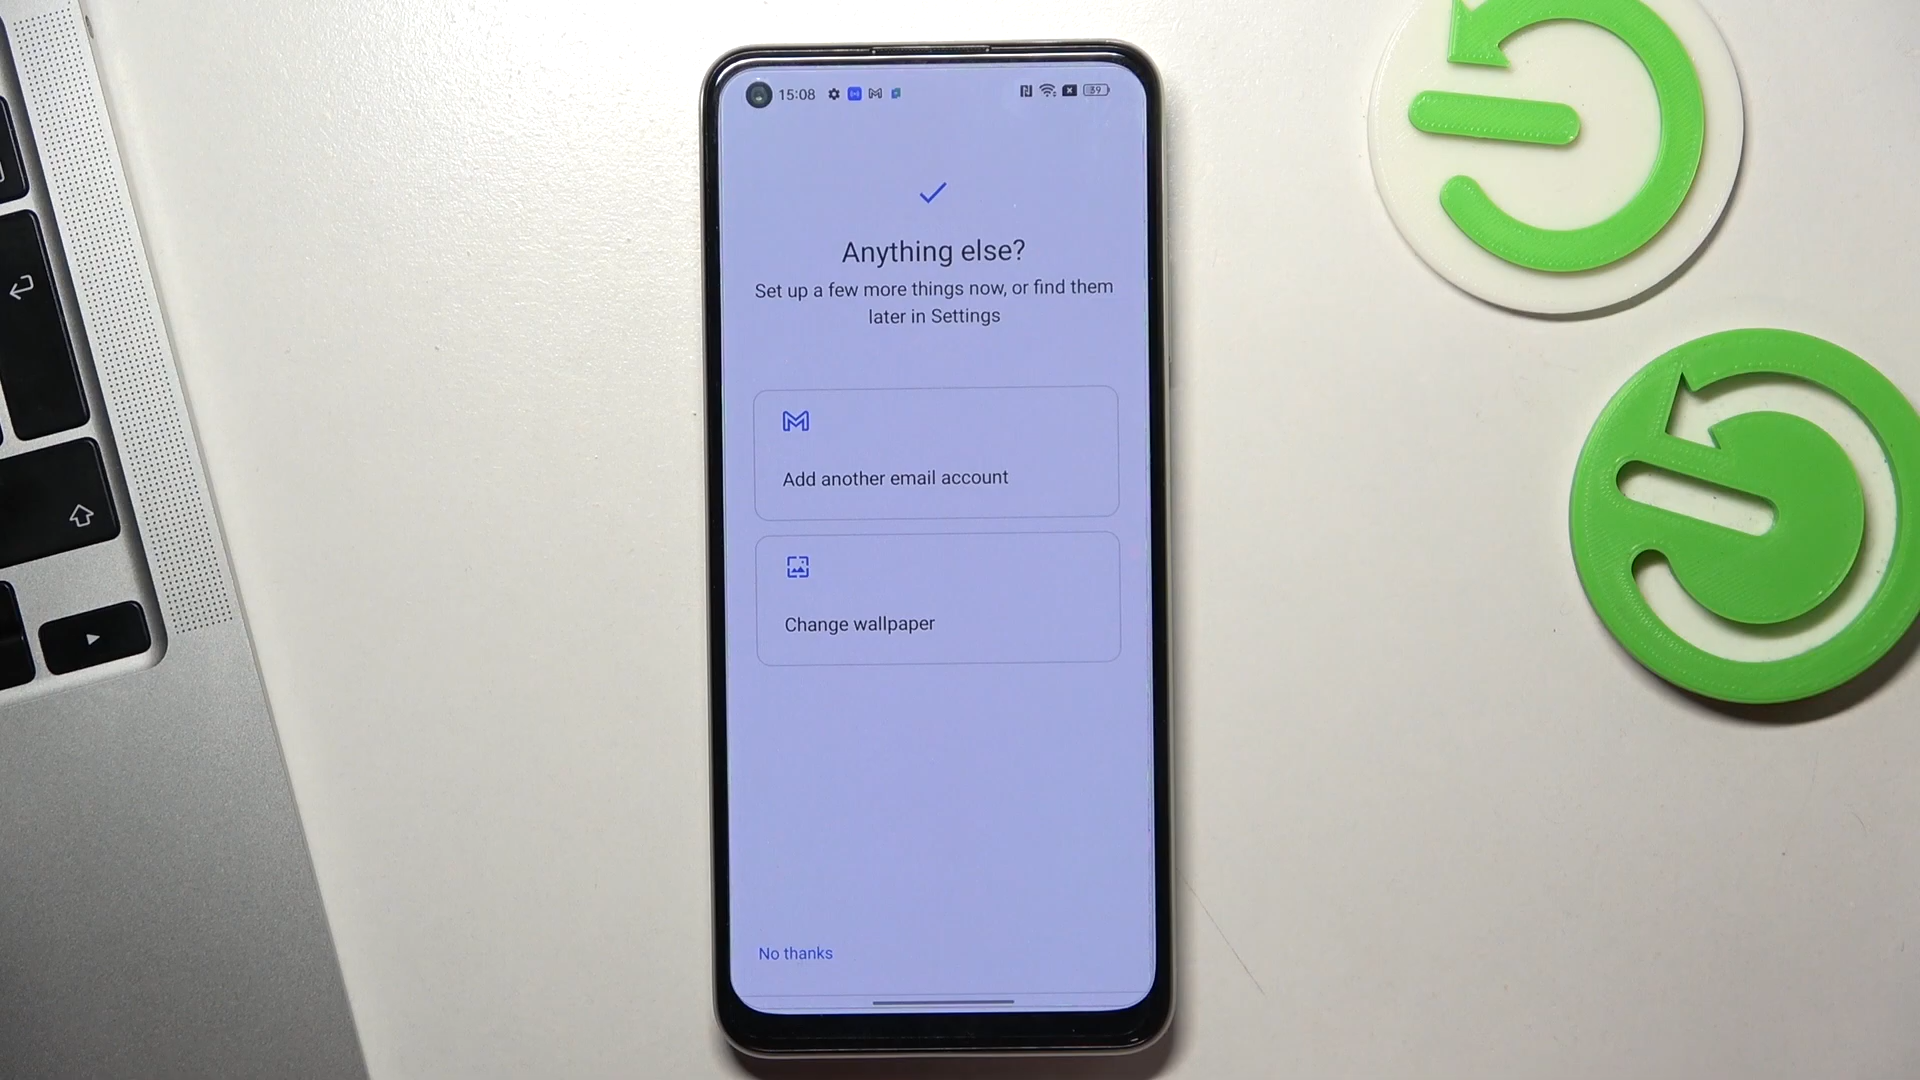 15:08
39
Anything else?
Set up a few more things now, or find them
later in Settings
Add another email account
Change wallpaper
No thanks